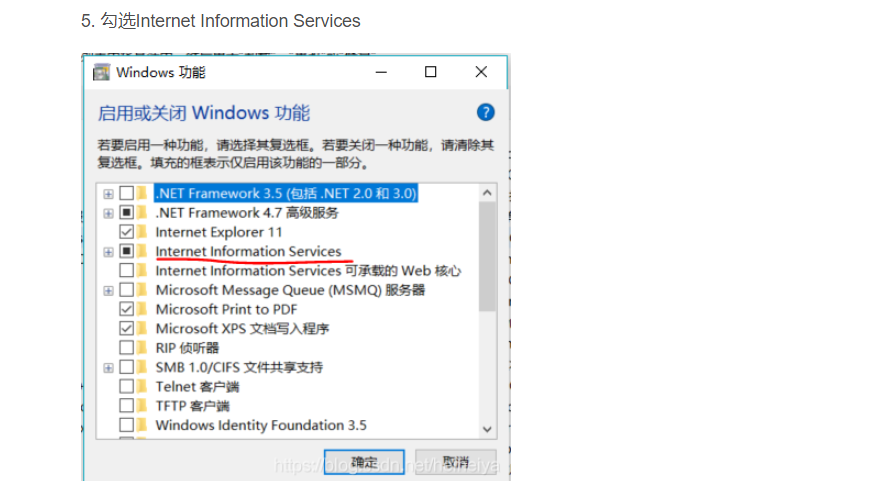 5. 勾选Internet Information Services
Windows 功能
启用或关闭 Windows 功能
若要启用一种功能，请选择其复选框。若要关闭一种功能，请清除其
复选框。填充的框表示仅启用该功能的一部分。
.NET Framework 3.5 (包括 .NET 2.0 和 3.0)
.NET Framework 4.7 高级服务
Internet Explorer 11
Internet Information Services
Internet Information Services 可承载的 Web 核心
Microsoft Message Queue (MSMQ) 服务器
Microsoft Print to PDF
Microsoft XPS 文档写入程序
RIP 侦听器
SMB 1.0/CIFS 文件共享支持
Telnet 客户端
TFTP 客户端
Windows Identity Foundation 3.5
确定 取消